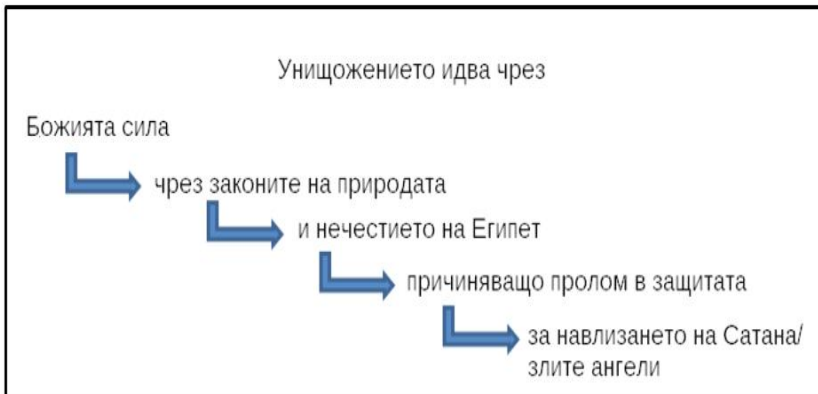 Унищожението идва чрез
Божията сила
чрез законите на природата
и нечестието на Египет
причиняващо пролом в защитата
за навлизането на Сатана/
злите ангели